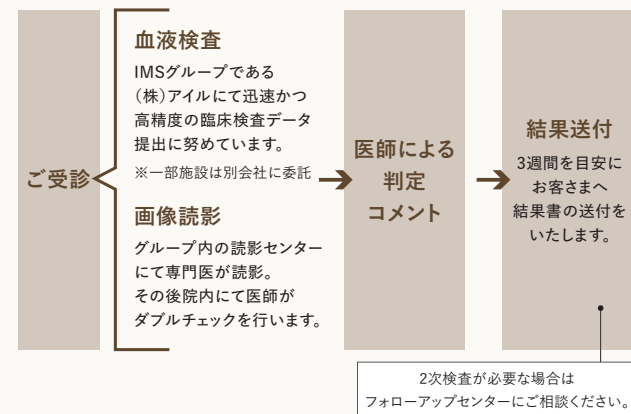 ご受診
血液検査
IMSグループである
（株）アイルにて迅速かつ
高精度の臨床検査データ
提出に努めています。
※一部施設は別会社に委託
画像読影
グループ内の読影センター
にて専門医が読影。
その後院内にて医師が
ダブルチェックを行います。
医師による
判定
コメント
結果送付
3週間を目安に
お客さまへ
結果書の送付を
いたします。
2次検査が必要な場合は
フォローアップセンターにご相談ください。